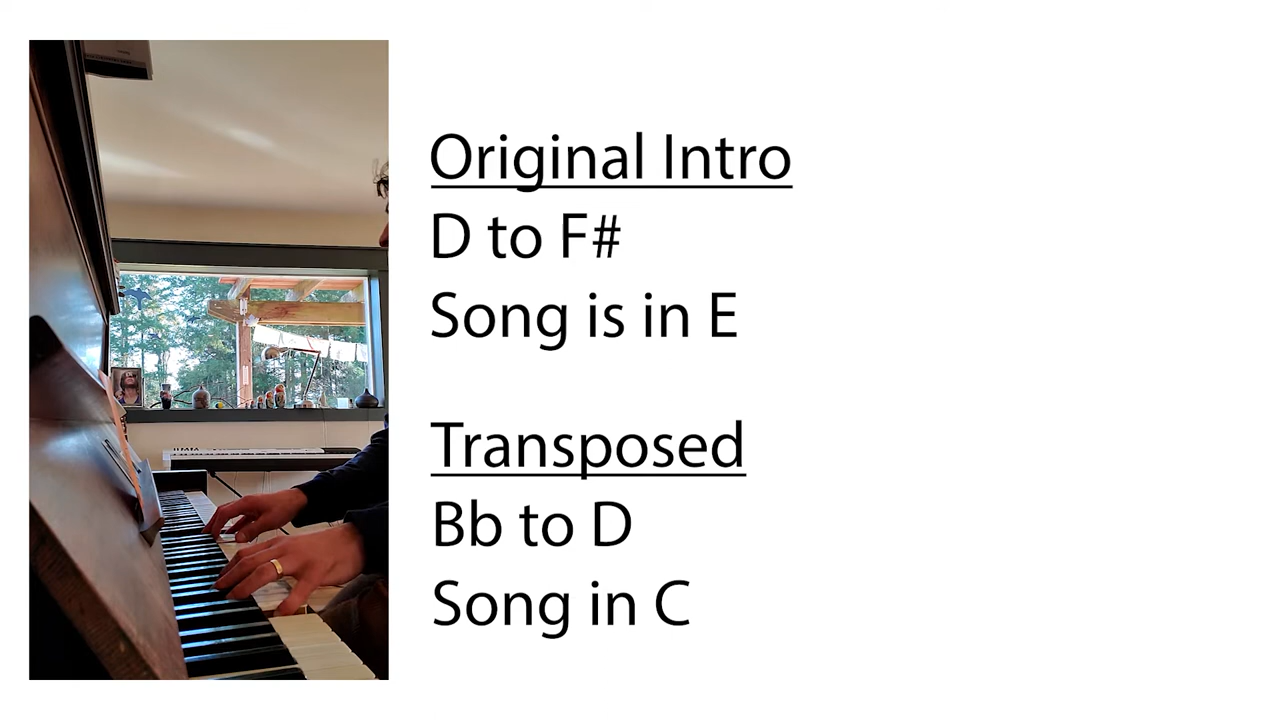 Original Intro
D to F#
Song is in E
Transposed
Bb to D
Song in C